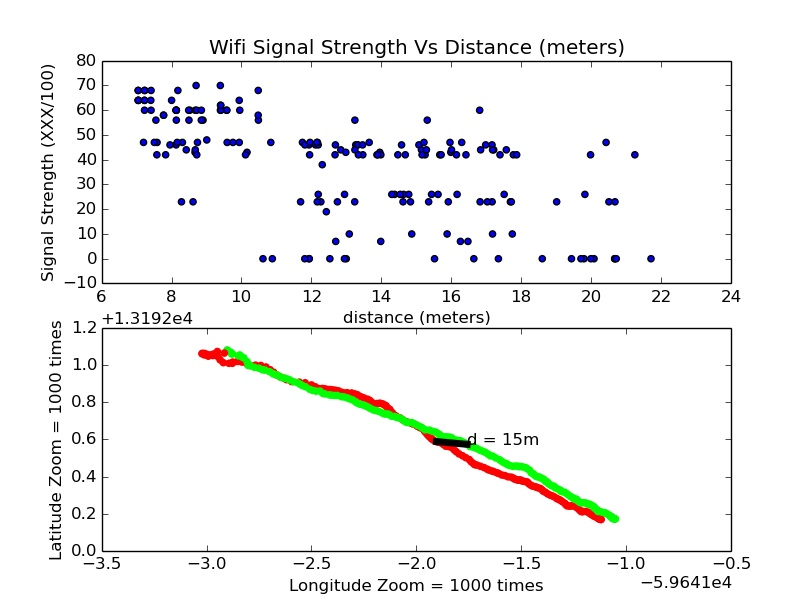 Wifi Signal Strength Vs Distance (meters)
Signal Strength (XXX/100)
80
70
60
50
40
30
20
10
0
−10
6 8 10 12 14 16 18 20 22 24
distance (meters)
+1.3192e4
Latitude Zoom = 1000 times
1.2
1.0
0.8
0.6
0.4
0.2
0.0
d = 15m
−3.5 −3.0 −2.5 −2.0 −1.5 −1.0 −0.5
Longitude Zoom = 1000 times
−5.9641e4